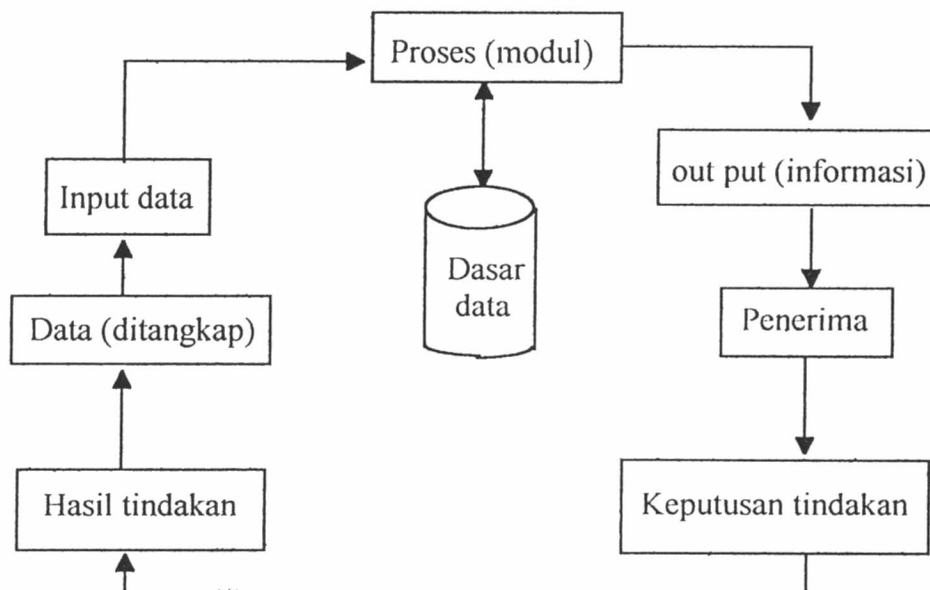 Proses (modul)
out put (informasi)
Input data
Dasar
data
Data (ditangkap)
Penerima
Hasil tindakan
Keputusan tindakan